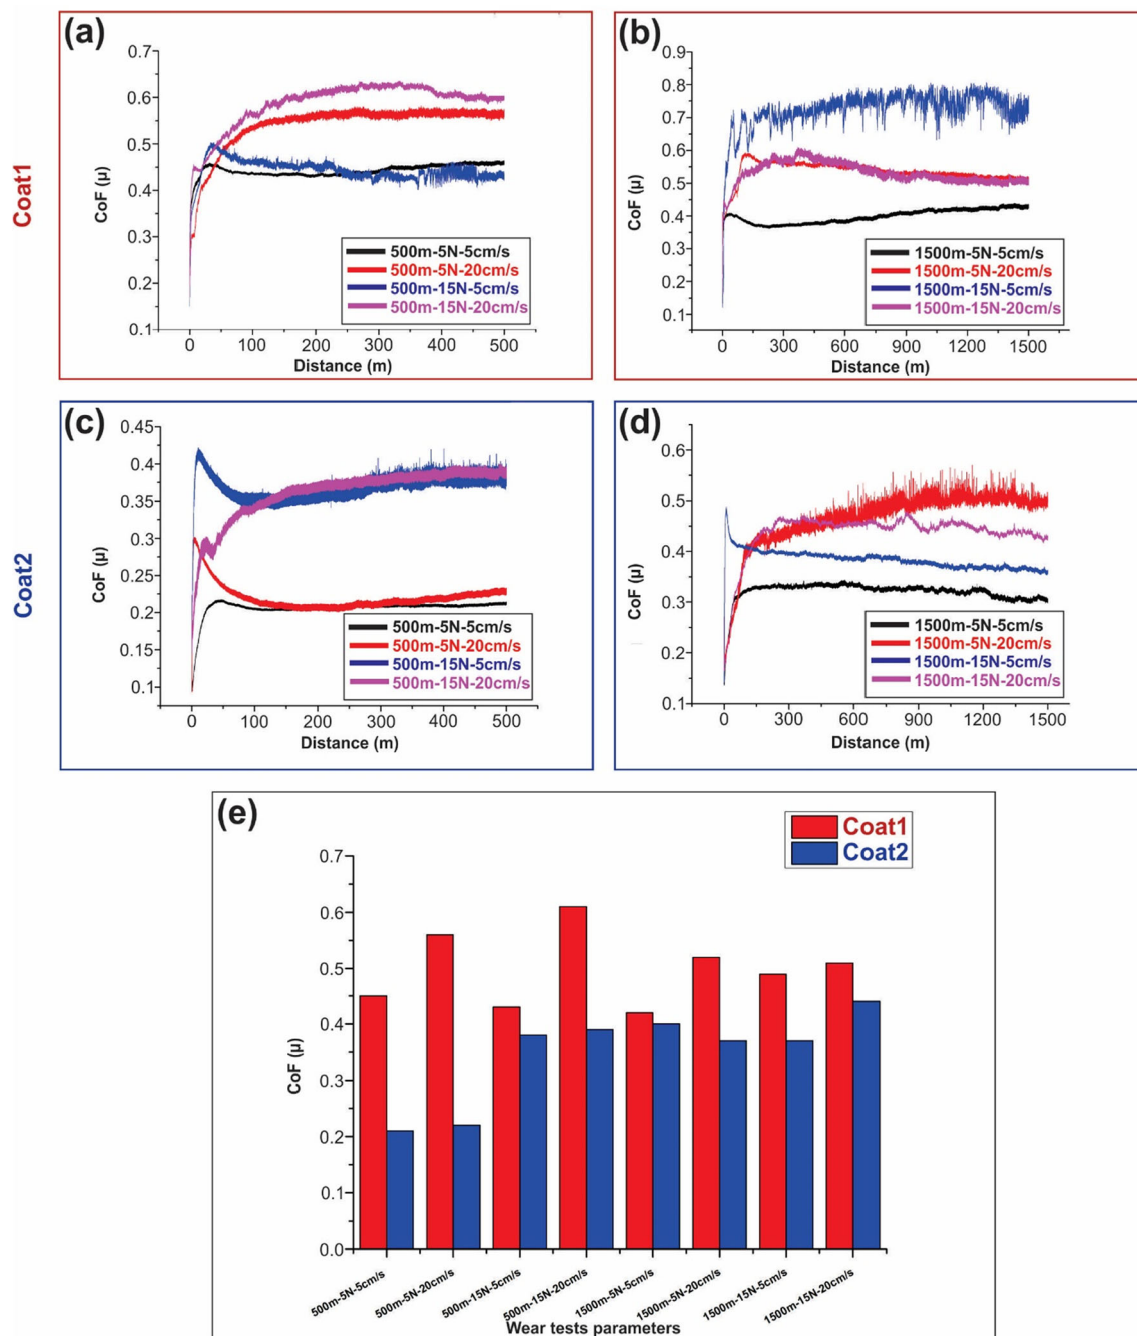 Coat1
(a)
CoF (μ)
0.7
0.6
0.5
0.4
0.3
0.2
0.1
0 100 200 300 400 500
Distance (m)
500m-5N-5cm/s
500m-5N-20cm/s
500m-15N-5cm/s
500m-15N-20cm/s
(b)
CoF (μ)
0.9
0.8
0.7
0.6
0.5
0.4
0.3
0.2
0.1
0 300 600 900 1200 1500
Distance (m)
1500m-5N-5cm/s
1500m-5N-20cm/s
1500m-15N-5cm/s
1500m-15N-20cm/s
Coat2
(c)
CoF (μ)
0.45
0.4
0.35
0.3
0.25
0.2
0.15
0.1
0 100 200 300 400 500
Distance (m)
500m-5N-5cm/s
500m-5N-20cm/s
500m-15N-5cm/s
500m-15N-20cm/s
(d)
CoF (μ)
0.6
0.5
0.4
0.3
0.2
0.1
0 300 600 900 1200 1500
Distance (m)
1500m-5N-5cm/s
1500m-5N-20cm/s
1500m-15N-5cm/s
1500m-15N-20cm/s
(e)
Coat1
Coat2
CoF (μ)
0.7
0.6
0.5
0.4
0.3
0.2
0.1
0.0
500m-5N-5cm/s
500m-5N-20cm/s
500m-15N-5cm/s
500m-15N-20cm/s
1500m-5N-5cm/s
1500m-5N-20cm/s
1500m-15N-5cm/s
1500m-15N-20cm/s
Wear tests parameters